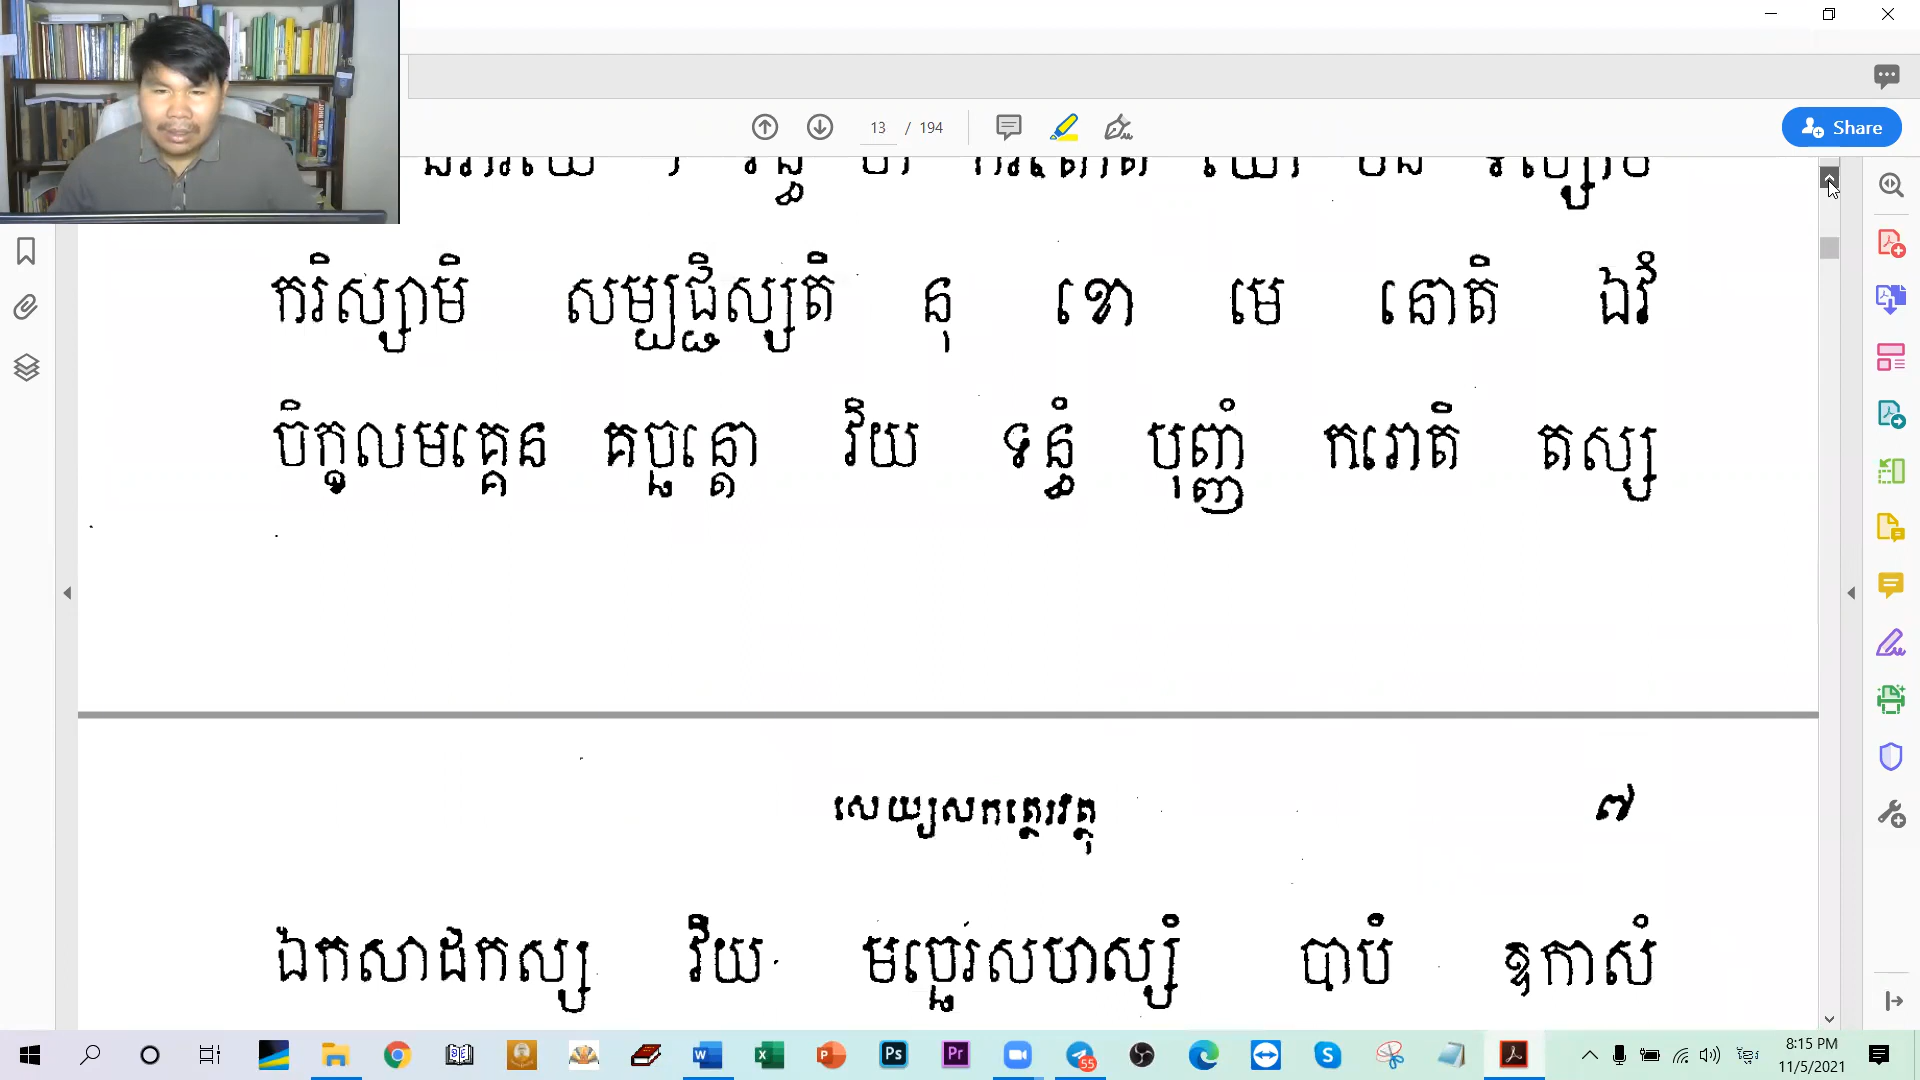 13 / 194
Share
ករិស្សាមិ សម្បជ្ជិស្សតិ នុ ខោ មេ នោតិ ឯវំ
ចិក្ខលមគ្គេន គច្ឆន្តោ វិយ ទន្ធំ បុញ្ញំ ករោតិ តស្ស
សេយ្យសកត្ថេរវត្ថុ ៧
ឯកសាដកស្ស វិយ មច្ឆេរសហស្សំ បាបំ ឱកាសំ
55
8:15 PM
11/5/2021